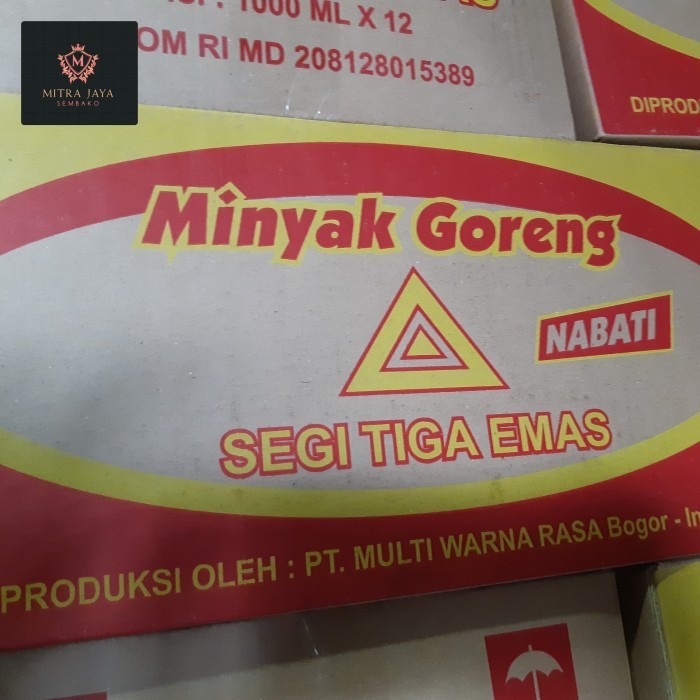 MITRA JAYA
SEMBAKO
: 1000 ML X 12
OM RI MD 208128015389
DIPROD
Minyak Goreng
NABATI
SEGI TIGA EMAS
PRODUKSI OLEH : PT. MULTI WARNA RASA Bogor - In